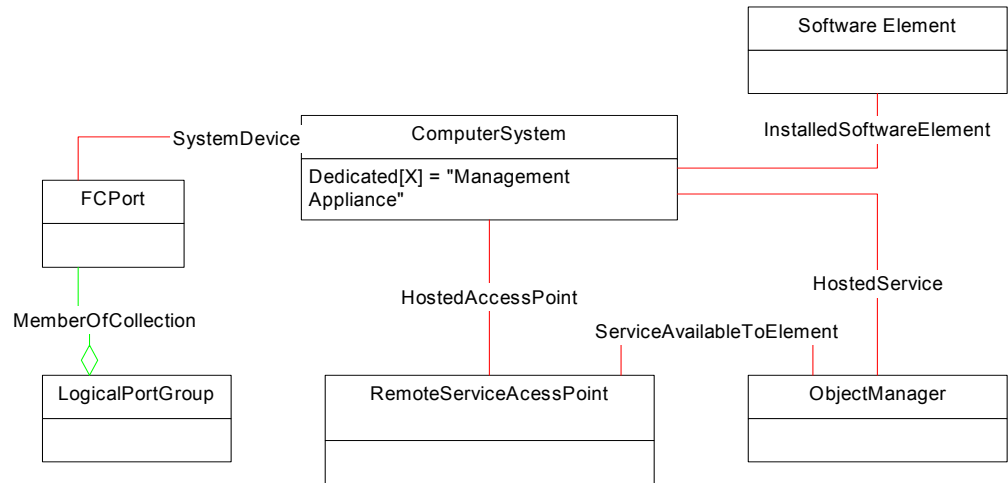 Software Element
InstalledSoftwareElement
SystemDevice
ComputerSystem
Dedicated[X] = "Management
Appliance"
FCPort
MemberOfCollection
HostedAccessPoint
HostedService
ServiceAvailableToElement
LogicalPortGroup
RemoteServiceAcessPoint
ObjectManager